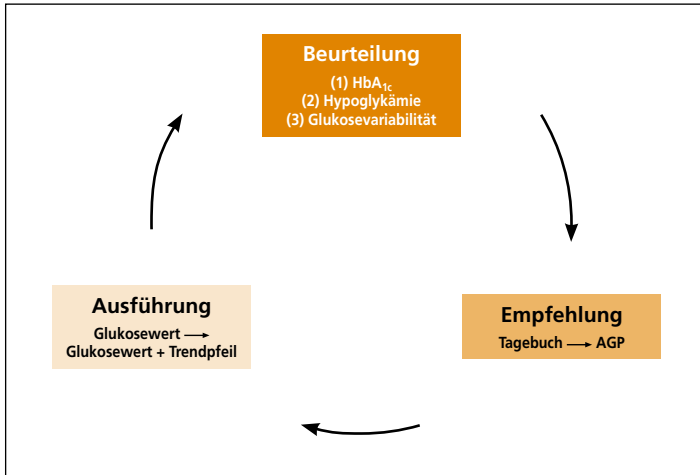 Beurteilung
(1) HbA1c
(2) Hypoglykämie
(3) Glukosevariabilität
Ausführung
Glukosewert →
Glukosewert + Trendpfeil
Empfehlung
Tagebuch → AGP